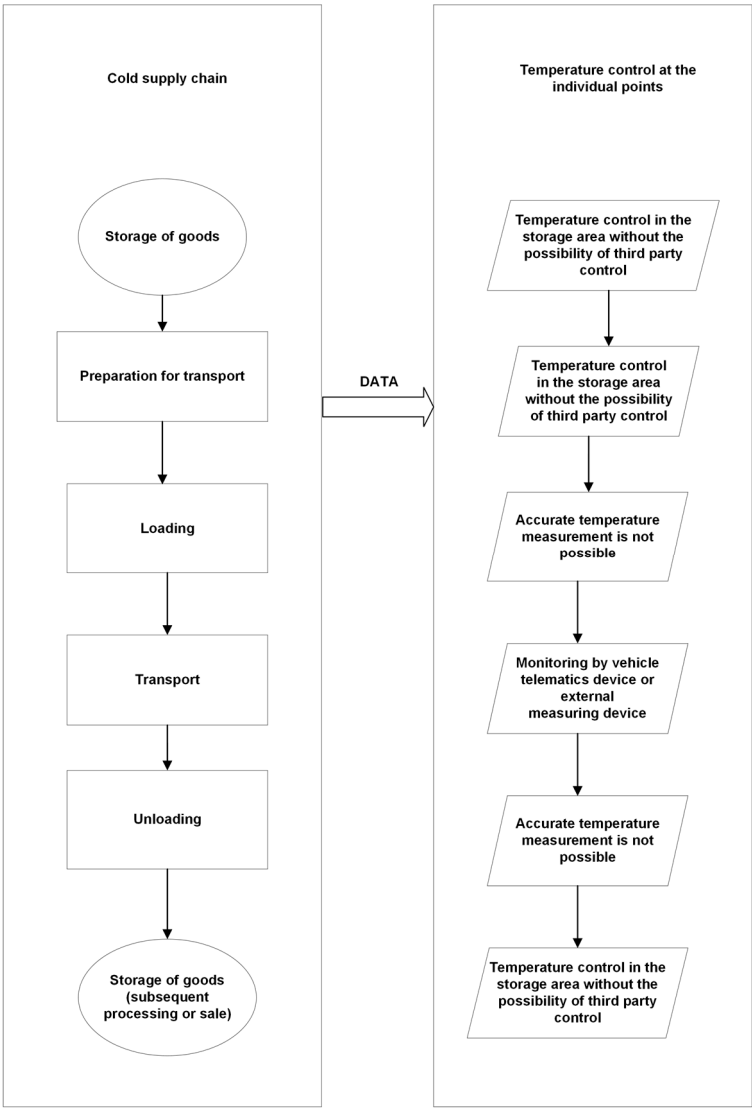 Cold supply chain
Storage of goods
Preparation for transport
Loading
Transport
Unloading
Storage of goods
(subsequent
processing or sale)
DATA
Temperature control at the
individual points
Temperature control in the
storage area without the
possibility of third party
control
Temperature control
in the storage area
without the possibility
of third party control
Accurate temperature
measurement is not
possible
Monitoring by vehicle
telematics device or
external
measuring device
Accurate temperature
measurement is not
possible
Temperature control in the
storage area without the
possibility of third party
control